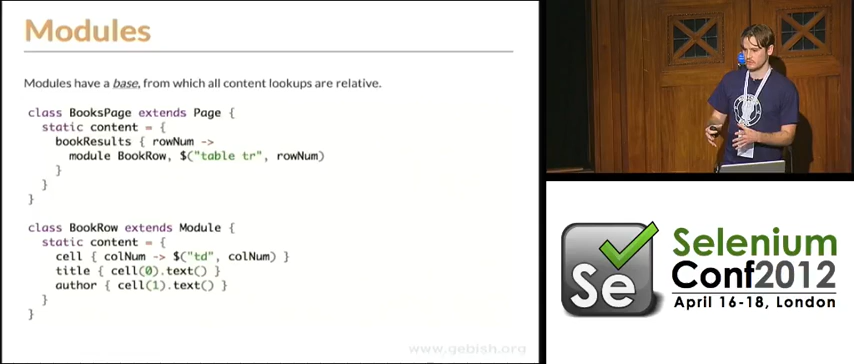 Modules
Modules have a base, from which all content lookups are relative.
class BooksPage extends Page {
static content = {
bookResults { rowNum ->
module BookRow, $("table tr", rowNum)
}
}
}
class BookRow extends Module {
static content = {
cell { colNum -> $("td", colNum) }
title { cell(0).text() }
author { cell(1).text() }
}
}
www.gebish.org
Se
Selenium
Conf2012
April 16-18, London